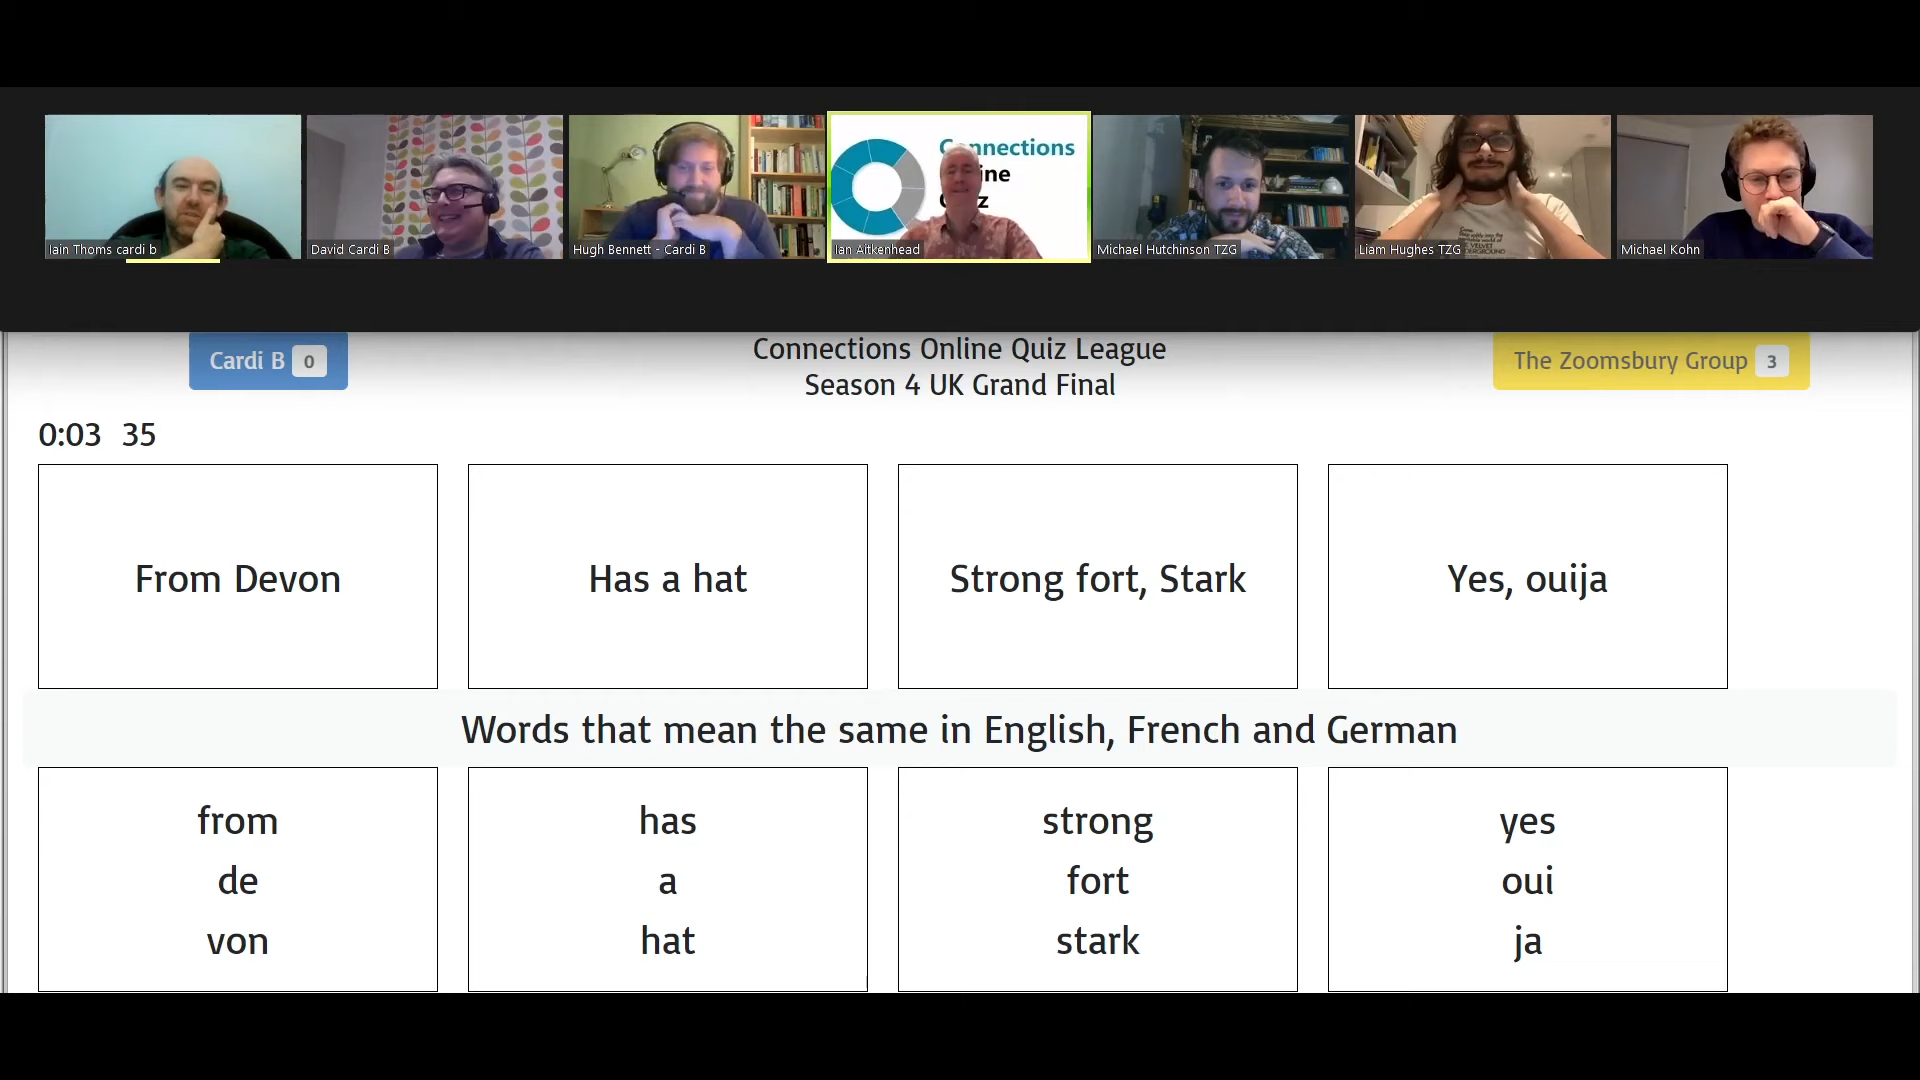 Connections
ine
z
Iain Thoms cardi b
David Cardi B
Hugh Bennett - Cardi B
Ian Aitkenhead
Michael Hutchinson TZG
Liam Hughes TZG
Michael Kohn
VELVET
Cardi B 0
Connections Online Quiz League
The Zoomsbury Group 3
Season 4 UK Grand Final
0:03 35
From Devon
Has a hat
Strong fort, Stark
Yes, ouija
Words that mean the same in English, French and German
from
de
von
has
a
hat
strong
fort
stark
yes
oui
ja